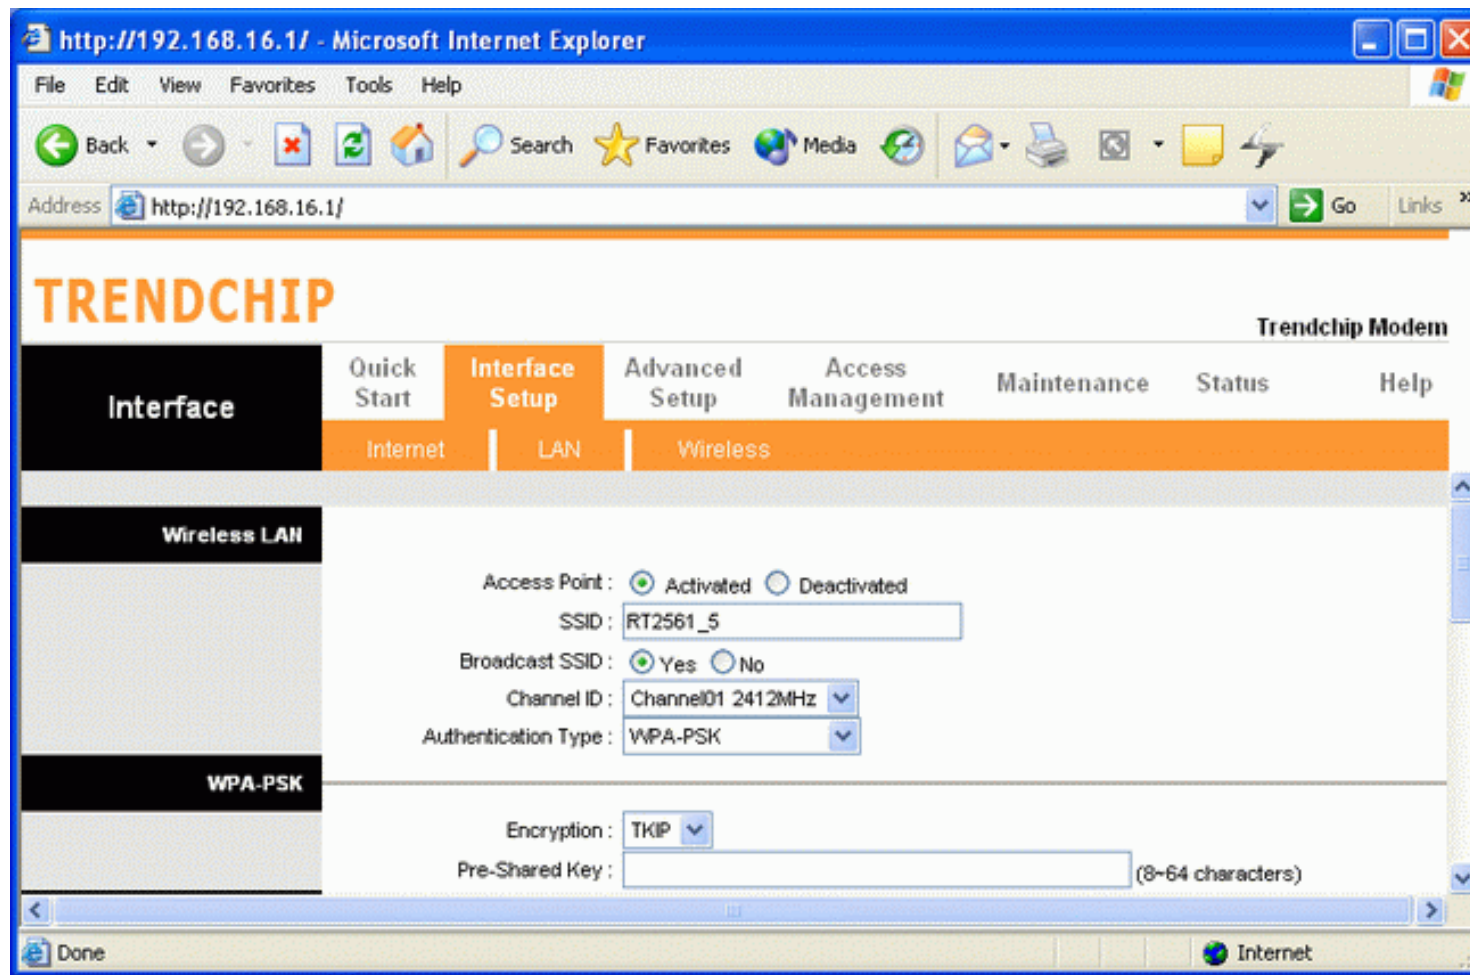 http://192.168.16.1/ - Microsoft Internet Explorer
File Edit View Favorites Tools Help
Back Search Favorites Media
Address http://192.168.16.1/ Go Links »
TRENDCHIP
Trendchip Modem
Interface
Quick Start Interface Setup Advanced Setup Access Management Maintenance Status Help
Internet LAN Wireless
Wireless LAN
Access Point : Activated Deactivated
SSID : RT2561_5
Broadcast SSID : Yes No
Channel ID : Channel01 2412MHz
Authentication Type : WPA-PSK
WPA-PSK
Encryption : TKIP
Pre-Shared Key : (8~64 characters)
Done Internet